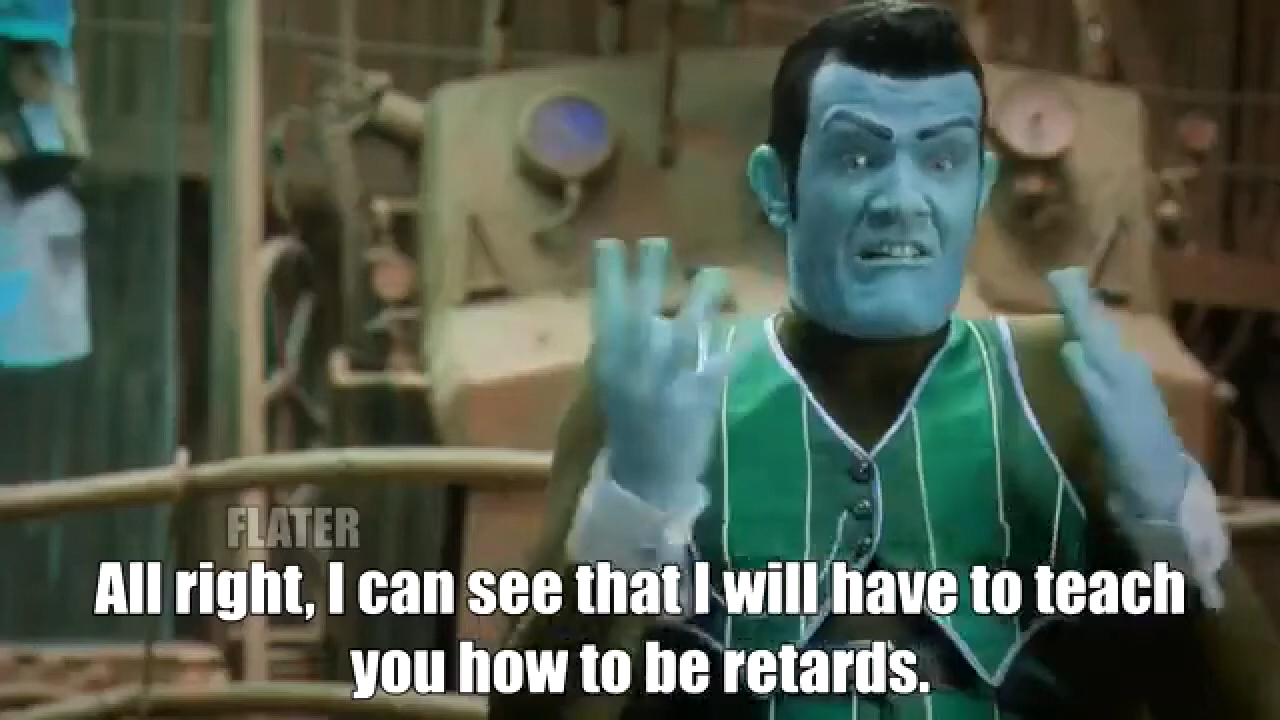 FLATER
All right, I can see that I will have to teach
you how to be retards.